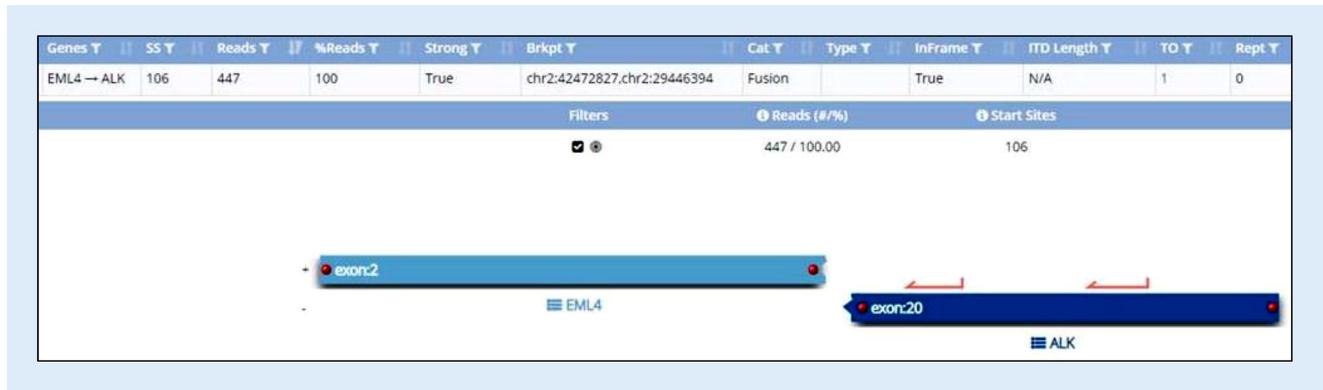 Genes SS Reads %Reads Strong Brkpt Cat Type InFrame ITD Length TO Rept
EML4 → ALK 106 447 100 True chr2:42472827,chr2:29446394 Fusion True N/A 1 0
Filters Reads (#/%) Start Sites
447 / 100.00 106
+ exon:2
- EML4
exon:20
ALK